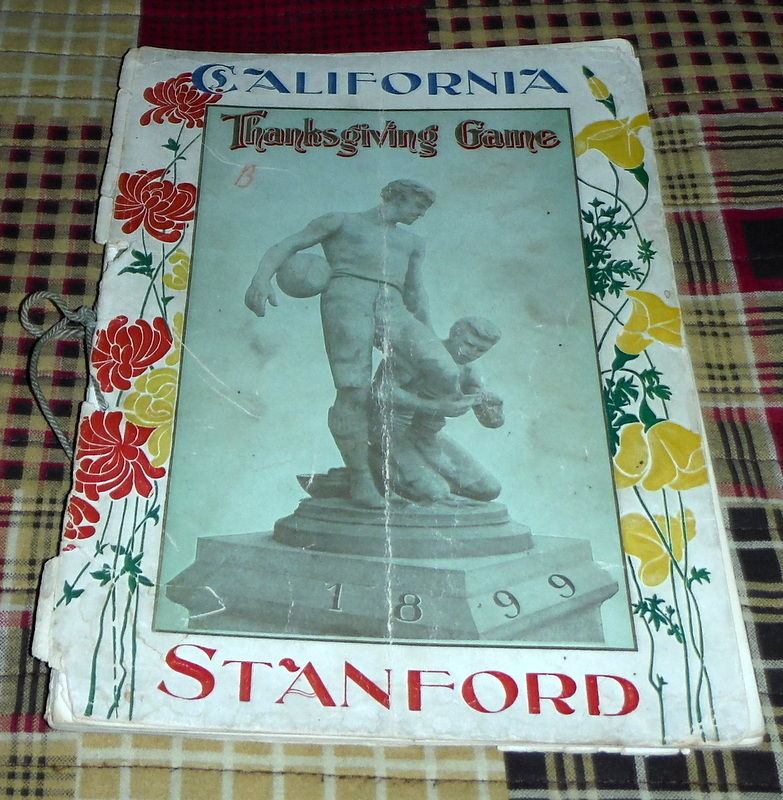 CALIFORNIA
Thanksgiving Game
B
1899
STANFORD